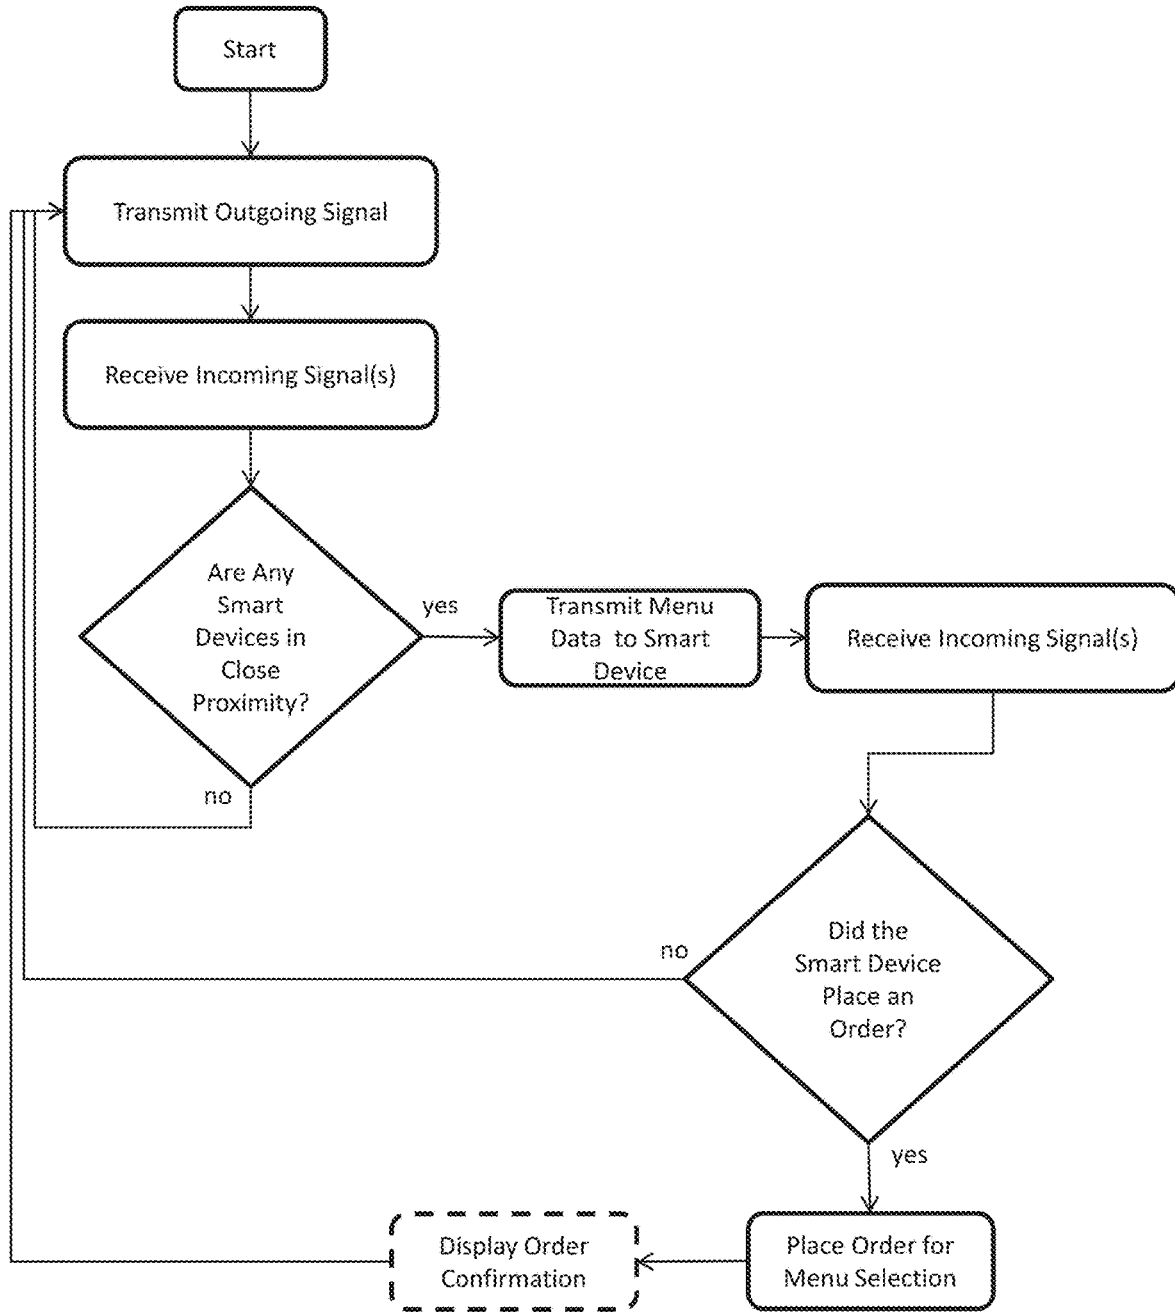 Start
Transmit Outgoing Signal
Receive Incoming Signal(s)
Are Any
Smart
Devices in
Close
Proximity?
yes
no
Transmit Menu
Data to Smart
Device
Receive Incoming Signal(s)
Did the
Smart Device
Place an
Order?
no
yes
Place Order for
Menu Selection
Display Order
Confirmation